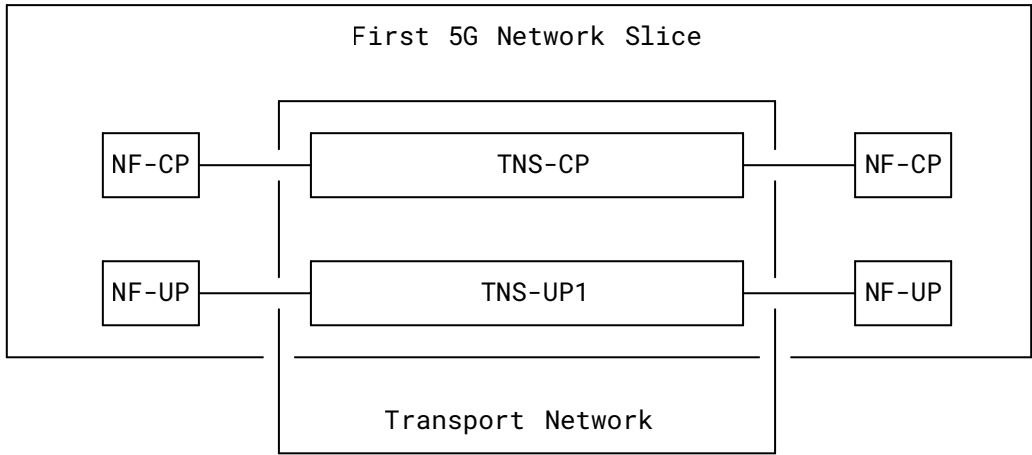 First 5G Network Slice
NF-CP TNS-CP NF-CP
NF-UP TNS-UP1 NF-UP
Transport Network